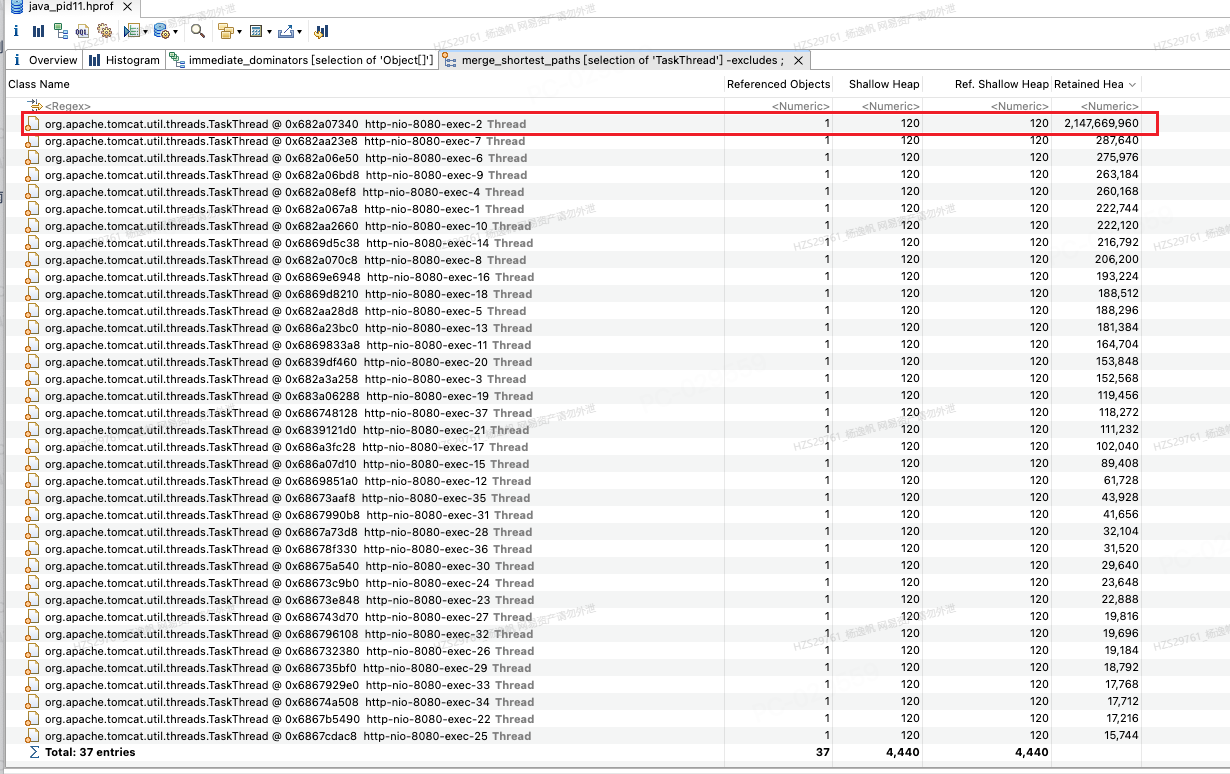 java_pid11.hprof
i OQL
i Overview Histogram immediate_dominators [selection of 'Object[]'] merge_shortest_paths [selection of 'TaskThread'] -excludes ;
Class Name Referenced Objects Shallow Heap Ref. Shallow Heap Retained Hea
<Regex> <Numeric> <Numeric> <Numeric> <Numeric>
org.apache.tomcat.util.threads.TaskThread @ 0x682a07340 http-nio-8080-exec-2 Thread 1 120 120 2,147,669,960
org.apache.tomcat.util.threads.TaskThread @ 0x682aa23e8 http-nio-8080-exec-7 Thread 1 120 120 287,640
org.apache.tomcat.util.threads.TaskThread @ 0x682a06e50 http-nio-8080-exec-6 Thread 1 120 120 275,976
org.apache.tomcat.util.threads.TaskThread @ 0x682a06bd8 http-nio-8080-exec-9 Thread 1 120 120 263,184
org.apache.tomcat.util.threads.TaskThread @ 0x682a08ef8 http-nio-8080-exec-4 Thread 1 120 120 260,168
org.apache.tomcat.util.threads.TaskThread @ 0x682a067a8 http-nio-8080-exec-1 Thread 1 120 120 222,744
org.apache.tomcat.util.threads.TaskThread @ 0x682aa2660 http-nio-8080-exec-10 Thread 1 120 120 222,120
org.apache.tomcat.util.threads.TaskThread @ 0x6869d5c38 http-nio-8080-exec-14 Thread 1 120 120 216,792
org.apache.tomcat.util.threads.TaskThread @ 0x682a070c8 http-nio-8080-exec-8 Thread 1 120 120 206,200
org.apache.tomcat.util.threads.TaskThread @ 0x6869e6948 http-nio-8080-exec-16 Thread 1 120 120 193,224
org.apache.tomcat.util.threads.TaskThread @ 0x6869d8210 http-nio-8080-exec-18 Thread 1 120 120 188,512
org.apache.tomcat.util.threads.TaskThread @ 0x682aa28d8 http-nio-8080-exec-5 Thread 1 120 120 188,296
org.apache.tomcat.util.threads.TaskThread @ 0x686a23bc0 http-nio-8080-exec-13 Thread 1 120 120 181,384
org.apache.tomcat.util.threads.TaskThread @ 0x6869833a8 http-nio-8080-exec-11 Thread 1 120 120 164,704
org.apache.tomcat.util.threads.TaskThread @ 0x6839df460 http-nio-8080-exec-20 Thread 1 120 120 153,848
org.apache.tomcat.util.threads.TaskThread @ 0x682a3a258 http-nio-8080-exec-3 Thread 1 120 120 152,568
org.apache.tomcat.util.threads.TaskThread @ 0x683a06288 http-nio-8080-exec-19 Thread 1 120 120 119,456
org.apache.tomcat.util.threads.TaskThread @ 0x686748128 http-nio-8080-exec-37 Thread 1 120 120 118,272
org.apache.tomcat.util.threads.TaskThread @ 0x6839121d0 http-nio-8080-exec-21 Thread 1 120 120 111,232
org.apache.tomcat.util.threads.TaskThread @ 0x686a3fc28 http-nio-8080-exec-17 Thread 1 120 120 102,040
org.apache.tomcat.util.threads.TaskThread @ 0x686a07d10 http-nio-8080-exec-15 Thread 1 120 120 89,408
org.apache.tomcat.util.threads.TaskThread @ 0x6869851a0 http-nio-8080-exec-12 Thread 1 120 120 61,728
org.apache.tomcat.util.threads.TaskThread @ 0x68673aaf8 http-nio-8080-exec-35 Thread 1 120 120 43,928
org.apache.tomcat.util.threads.TaskThread @ 0x6867990b8 http-nio-8080-exec-31 Thread 1 120 120 41,656
org.apache.tomcat.util.threads.TaskThread @ 0x6867a73d8 http-nio-8080-exec-28 Thread 1 120 120 32,104
org.apache.tomcat.util.threads.TaskThread @ 0x68678f330 http-nio-8080-exec-36 Thread 1 120 120 31,520
org.apache.tomcat.util.threads.TaskThread @ 0x68675a540 http-nio-8080-exec-30 Thread 1 120 120 29,640
org.apache.tomcat.util.threads.TaskThread @ 0x68673c9b0 http-nio-8080-exec-24 Thread 1 120 120 23,648
org.apache.tomcat.util.threads.TaskThread @ 0x68673e848 http-nio-8080-exec-23 Thread 1 120 120 22,888
org.apache.tomcat.util.threads.TaskThread @ 0x686743d70 http-nio-8080-exec-27 Thread 1 120 120 19,816
org.apache.tomcat.util.threads.TaskThread @ 0x686796108 http-nio-8080-exec-32 Thread 1 120 120 19,696
org.apache.tomcat.util.threads.TaskThread @ 0x686732380 http-nio-8080-exec-26 Thread 1 120 120 19,184
org.apache.tomcat.util.threads.TaskThread @ 0x686735bf0 http-nio-8080-exec-29 Thread 1 120 120 18,792
org.apache.tomcat.util.threads.TaskThread @ 0x6867929e0 http-nio-8080-exec-33 Thread 1 120 120 17,768
org.apache.tomcat.util.threads.TaskThread @ 0x68674a508 http-nio-8080-exec-34 Thread 1 120 120 17,712
org.apache.tomcat.util.threads.TaskThread @ 0x6867b5490 http-nio-8080-exec-22 Thread 1 120 120 17,216
org.apache.tomcat.util.threads.TaskThread @ 0x6867cdac8 http-nio-8080-exec-25 Thread 1 120 120 15,744
Total: 37 entries 37 4,440 4,440